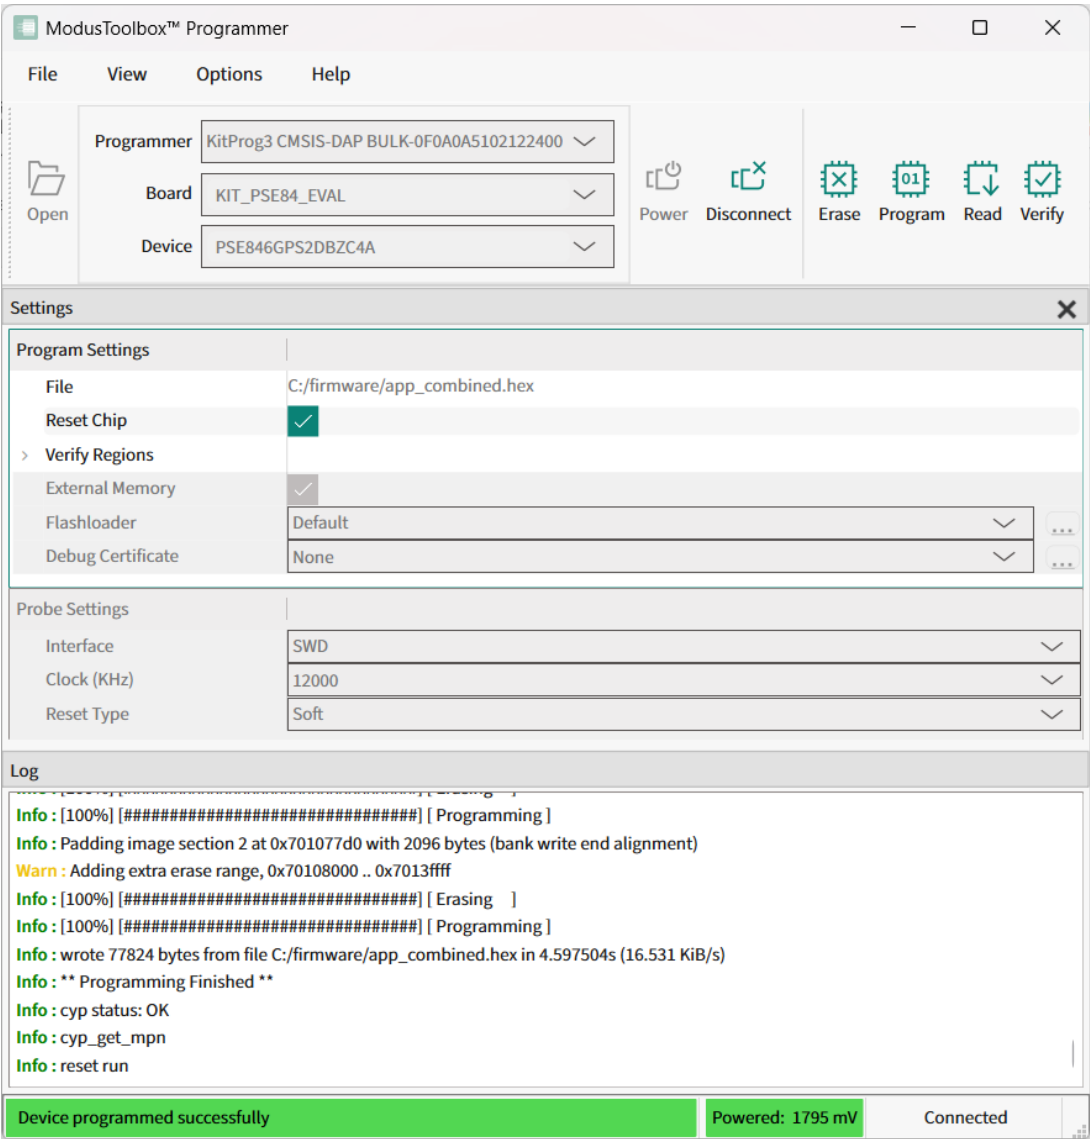 ModusToolbox™ Programmer
File View Options Help
Open
Programmer KitProg3 CMSIS-DAP BULK-0F0A0A5102122400
Board KIT_PSE84_EVAL
Device PSE846GPS2DBZC4A
Power Disconnect Erase Program Read Verify
Settings
Program Settings
File C:/firmware/app_combined.hex
Reset Chip
Verify Regions
External Memory
Flashloader Default ...
Debug Certificate None ...
Probe Settings
Interface SWD
Clock (KHz) 12000
Reset Type Soft
Log
Info : [100%] [################################] [ Programming ]
Info : Padding image section 2 at 0x701077d0 with 2096 bytes (bank write end alignment)
Warn : Adding extra erase range, 0x70108000 .. 0x7013ffff
Info : [100%] [################################] [ Erasing ]
Info : [100%] [################################] [ Programming ]
Info : wrote 77824 bytes from file C:/firmware/app_combined.hex in 4.597504s (16.531 KiB/s)
Info : ** Programming Finished **
Info : cyp status: OK
Info : cyp_get_mpn
Info : reset run
Device programmed successfully Powered: 1795 mV Connected